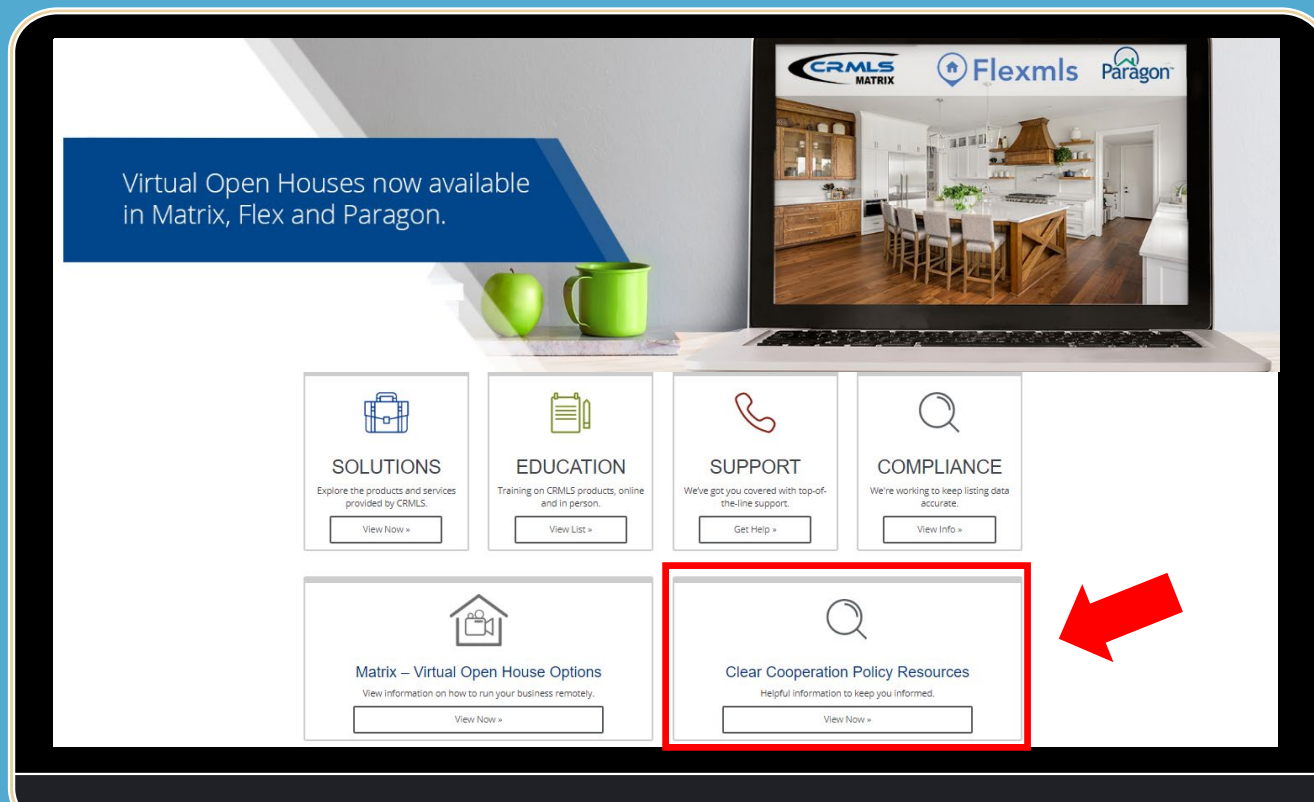 CRMLS
MATRIX
Flexmls
Paragon™
Virtual Open Houses now available
in Matrix, Flex and Paragon.
SOLUTIONS
Explore the products and services
provided by CRMLS.
View Now »
EDUCATION
Training on CRMLS products, online
and in person.
View List »
SUPPORT
We've got you covered with top-of-
the-line support.
Get Help »
COMPLIANCE
We're working to keep listing data
accurate.
View Info »
Matrix – Virtual Open House Options
View information on how to run your business remotely.
View Now »
Clear Cooperation Policy Resources
Helpful information to keep you informed.
View Now »